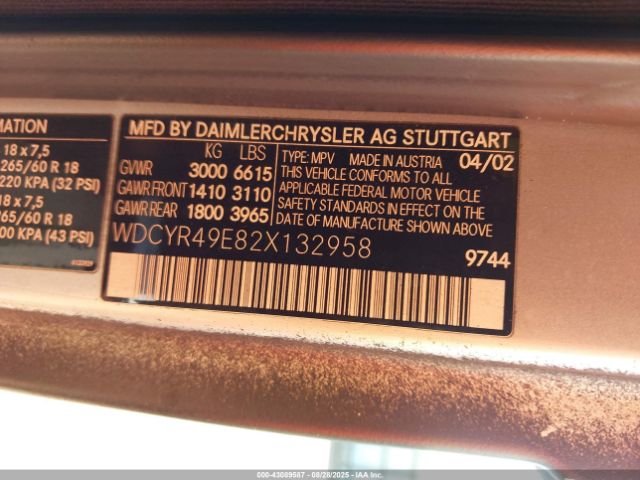 MATION
18 x 7,5
265/60 R 18
220 KPA (32 PSI)
18 x 7,5
265/60 R 18
00 KPA (43 PSI)
MFD BY DAIMLERCHRYSLER AG STUTTGART
KG LBS
GVWR 3000 6615
GAWR FRONT 1410 3110
GAWR REAR 1800 3965
TYPE: MPV MADE IN AUSTRIA 04/02
THIS VEHICLE CONFORMS TO ALL
APPLICABLE FEDERAL MOTOR VEHICLE
SAFETY STANDARDS IN EFFECT ON THE
DATE OF MANUFACTURE SHOWN ABOVE.
WDCYR49E82X132958
9744
000-43089587 - 08/28/2025 - IAA Inc.